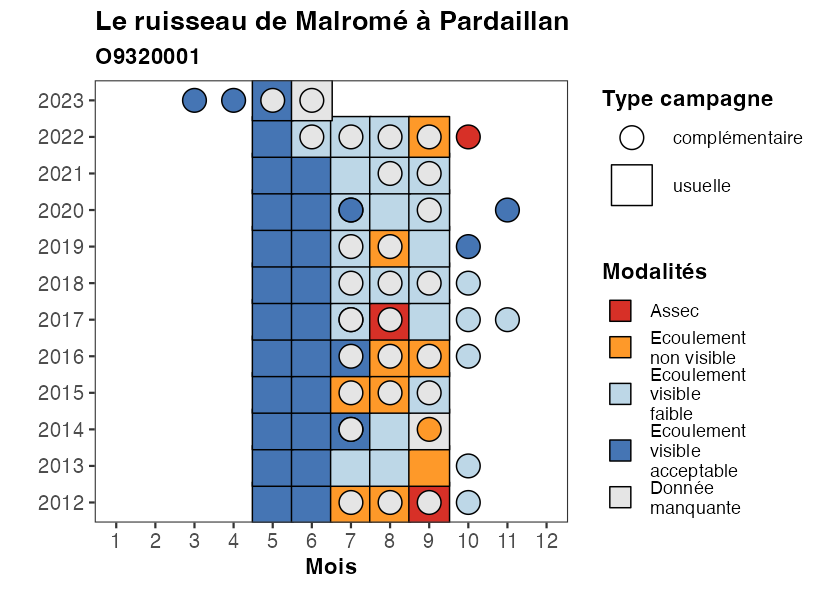 Le ruisseau de Malromé à Pardaillan
O9320001
2023
2022
2021
2020
2019
2018
2017
2016
2015
2014
2013
2012
1 2 3 4 5 6 7 8 9 10 11 12
Mois
Type campagne
complémentaire
usuelle
Modalités
Assec
Ecoulement
non visible
Ecoulement
visible
faible
Ecoulement
visible
acceptable
Donnée
manquante